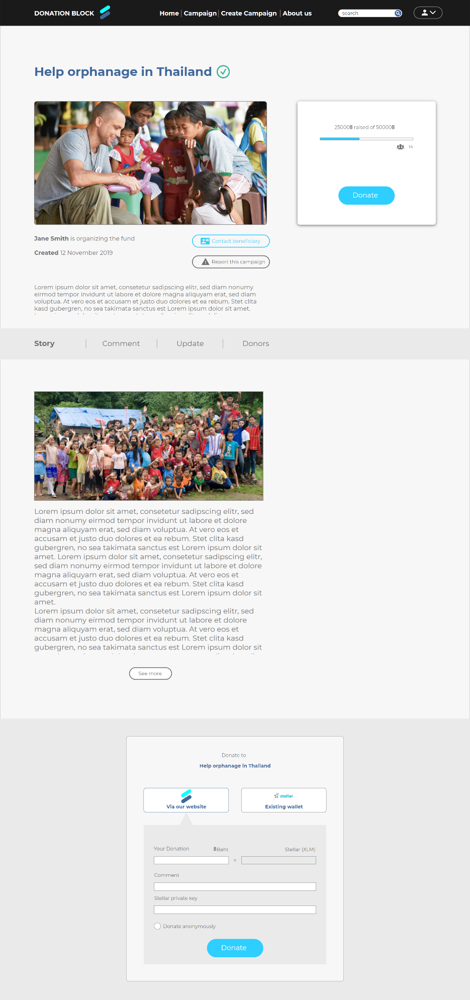 DONATION BLOCK
Home
Campaign
Create Campaign
About us
search
Help orphanage in Thailand
25000฿ raised of 50000฿
14
Donate
Jane Smith is organizing the fund
Contact beneficiary
Created 12 November 2019
Report this campaign
Lorem ipsum dolor sit amet, consetetur sadipscing elitr, sed diam nonumy
eirmod tempor invidunt ut labore et dolore magna aliquyam erat, sed diam
voluptua. At vero eos et accusam et justo duo dolores et ea rebum. Stet clita
kasd gubergren, no sea takimata sanctus est Lorem ipsum dolor sit amet.
Story
Comment
Update
Donors
Lorem ipsum dolor sit amet, consetetur sadipscing elitr, sed
diam nonumy eirmod tempor invidunt ut labore et dolore
magna aliquyam erat, sed diam voluptua. At vero eos et
accusam et justo duo dolores et ea rebum. Stet clita kasd
gubergren, no sea takimata sanctus est Lorem ipsum dolor sit
amet. Lorem ipsum dolor sit amet, consetetur sadipscing elitr,
sed diam nonumy eirmod tempor invidunt ut labore et dolore
magna aliquyam erat, sed diam voluptua. At vero eos et
accusam et justo duo dolores et ea rebum. Stet clita kasd
gubergren, no sea takimata sanctus est Lorem ipsum dolor sit
amet.
Lorem ipsum dolor sit amet, consetetur sadipscing elitr, sed
diam nonumy eirmod tempor invidunt ut labore et dolore
magna aliquyam erat, sed diam voluptua. At vero eos et
accusam et justo duo dolores et ea rebum. Stet clita kasd
gubergren, no sea takimata sanctus est Lorem ipsum dolor sit
See more
Donate to
Help orphanage in Thailand
Via our website
stellar
Existing wallet
Your Donation
฿Baht
Stellar (XLM)
≈
Comment
Stellar private key
Donate anonymously
Donate